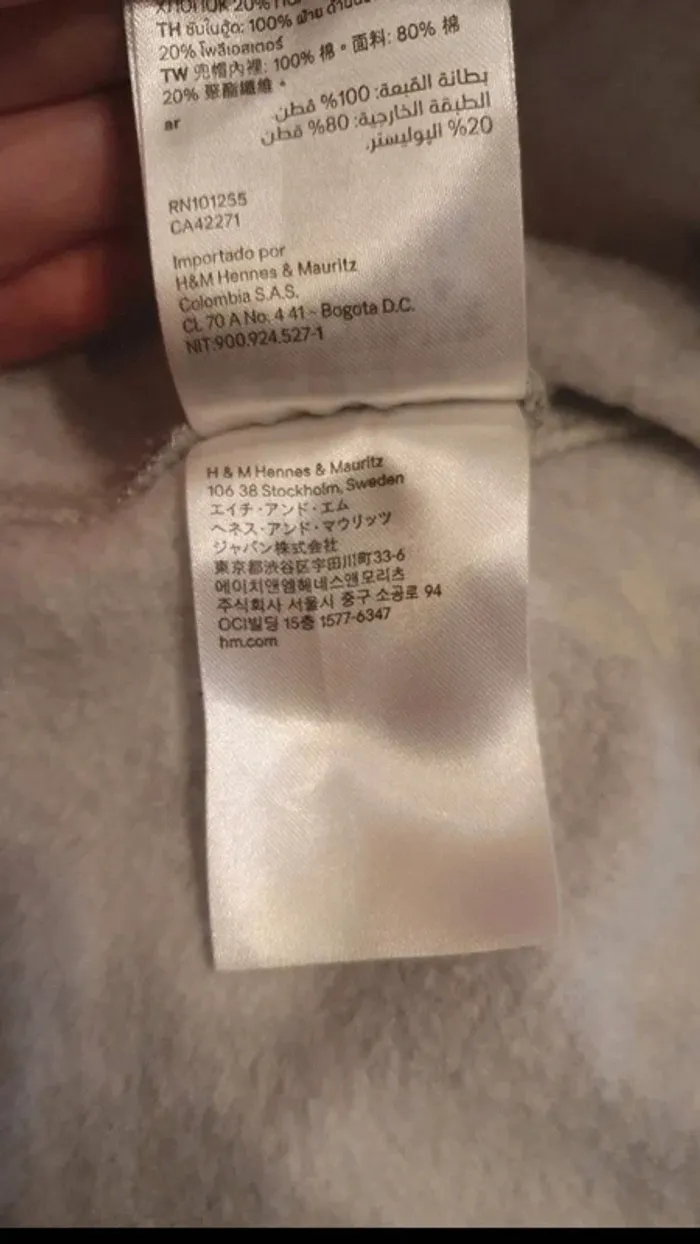 20%
TH ซับในฮู้ด: 100% ฝ้าย
20% โพลีเอสเตอร์
TW 兜帽內裡: 100% 棉。面料: 80% 棉
20% 聚酯纖維。
ar
بطانة القبعة: 100% قطن
الطبقة الخارجية: 80% قطن
20% البوليستر.
RN101255
CA42271
Importado por
H&M Hennes & Mauritz
Colombia S.A.S.
CL 70 A No. 4 41 - Bogota D.C.
NIT:900.924.527-1
H & M Hennes & Mauritz
106 38 Stockholm, Sweden
エイチ・アンド・エム
ヘネス・アンド・マウリッツ
ジャパン株式会社
東京都渋谷区宇田川町33-6
에이치앤엠헤네스앤모리츠
주식회사 서울시 중구 소공로 94
OCI빌딩 15층 1577-6347
hm.com